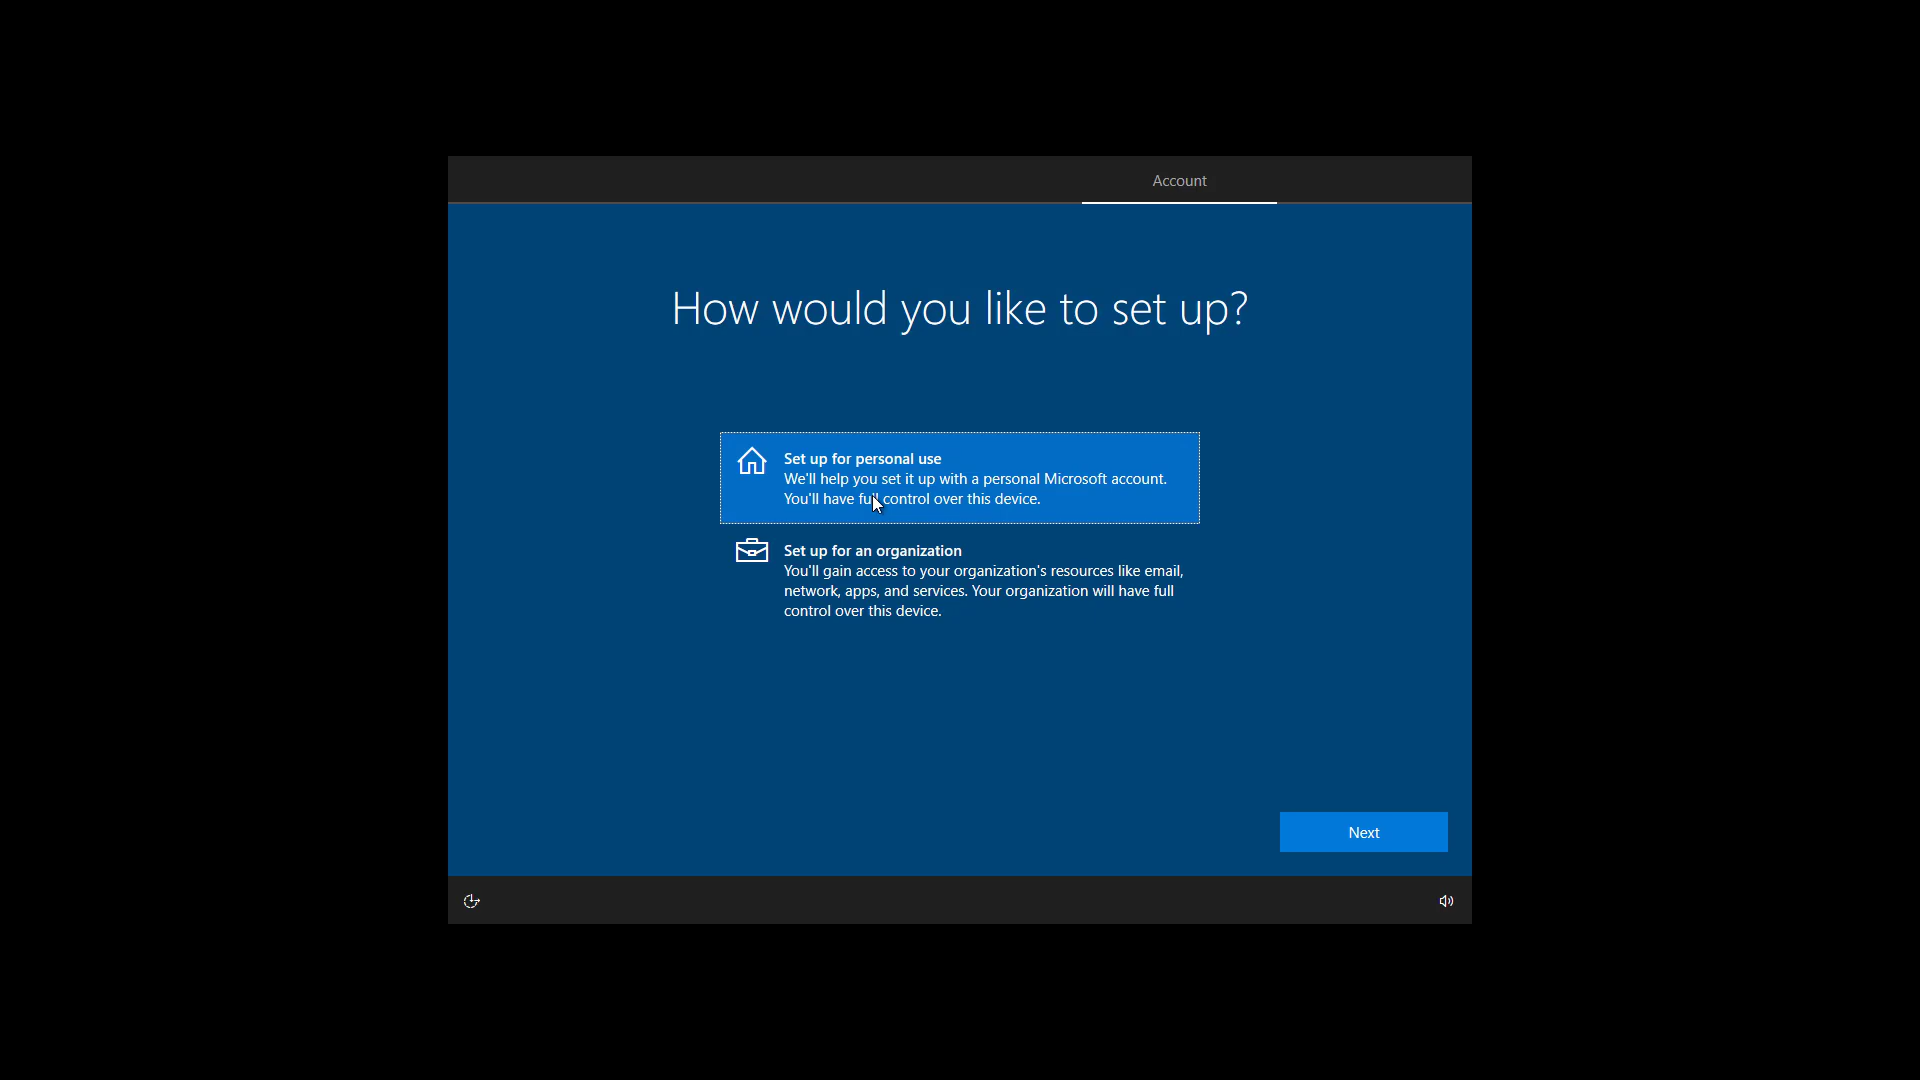 Account
How would you like to set up?
Set up for personal use
We'll help you set it up with a personal Microsoft account.
You'll have full control over this device.
Set up for an organization
You'll gain access to your organization's resources like email,
network, apps, and services. Your organization will have full
control over this device.
Next